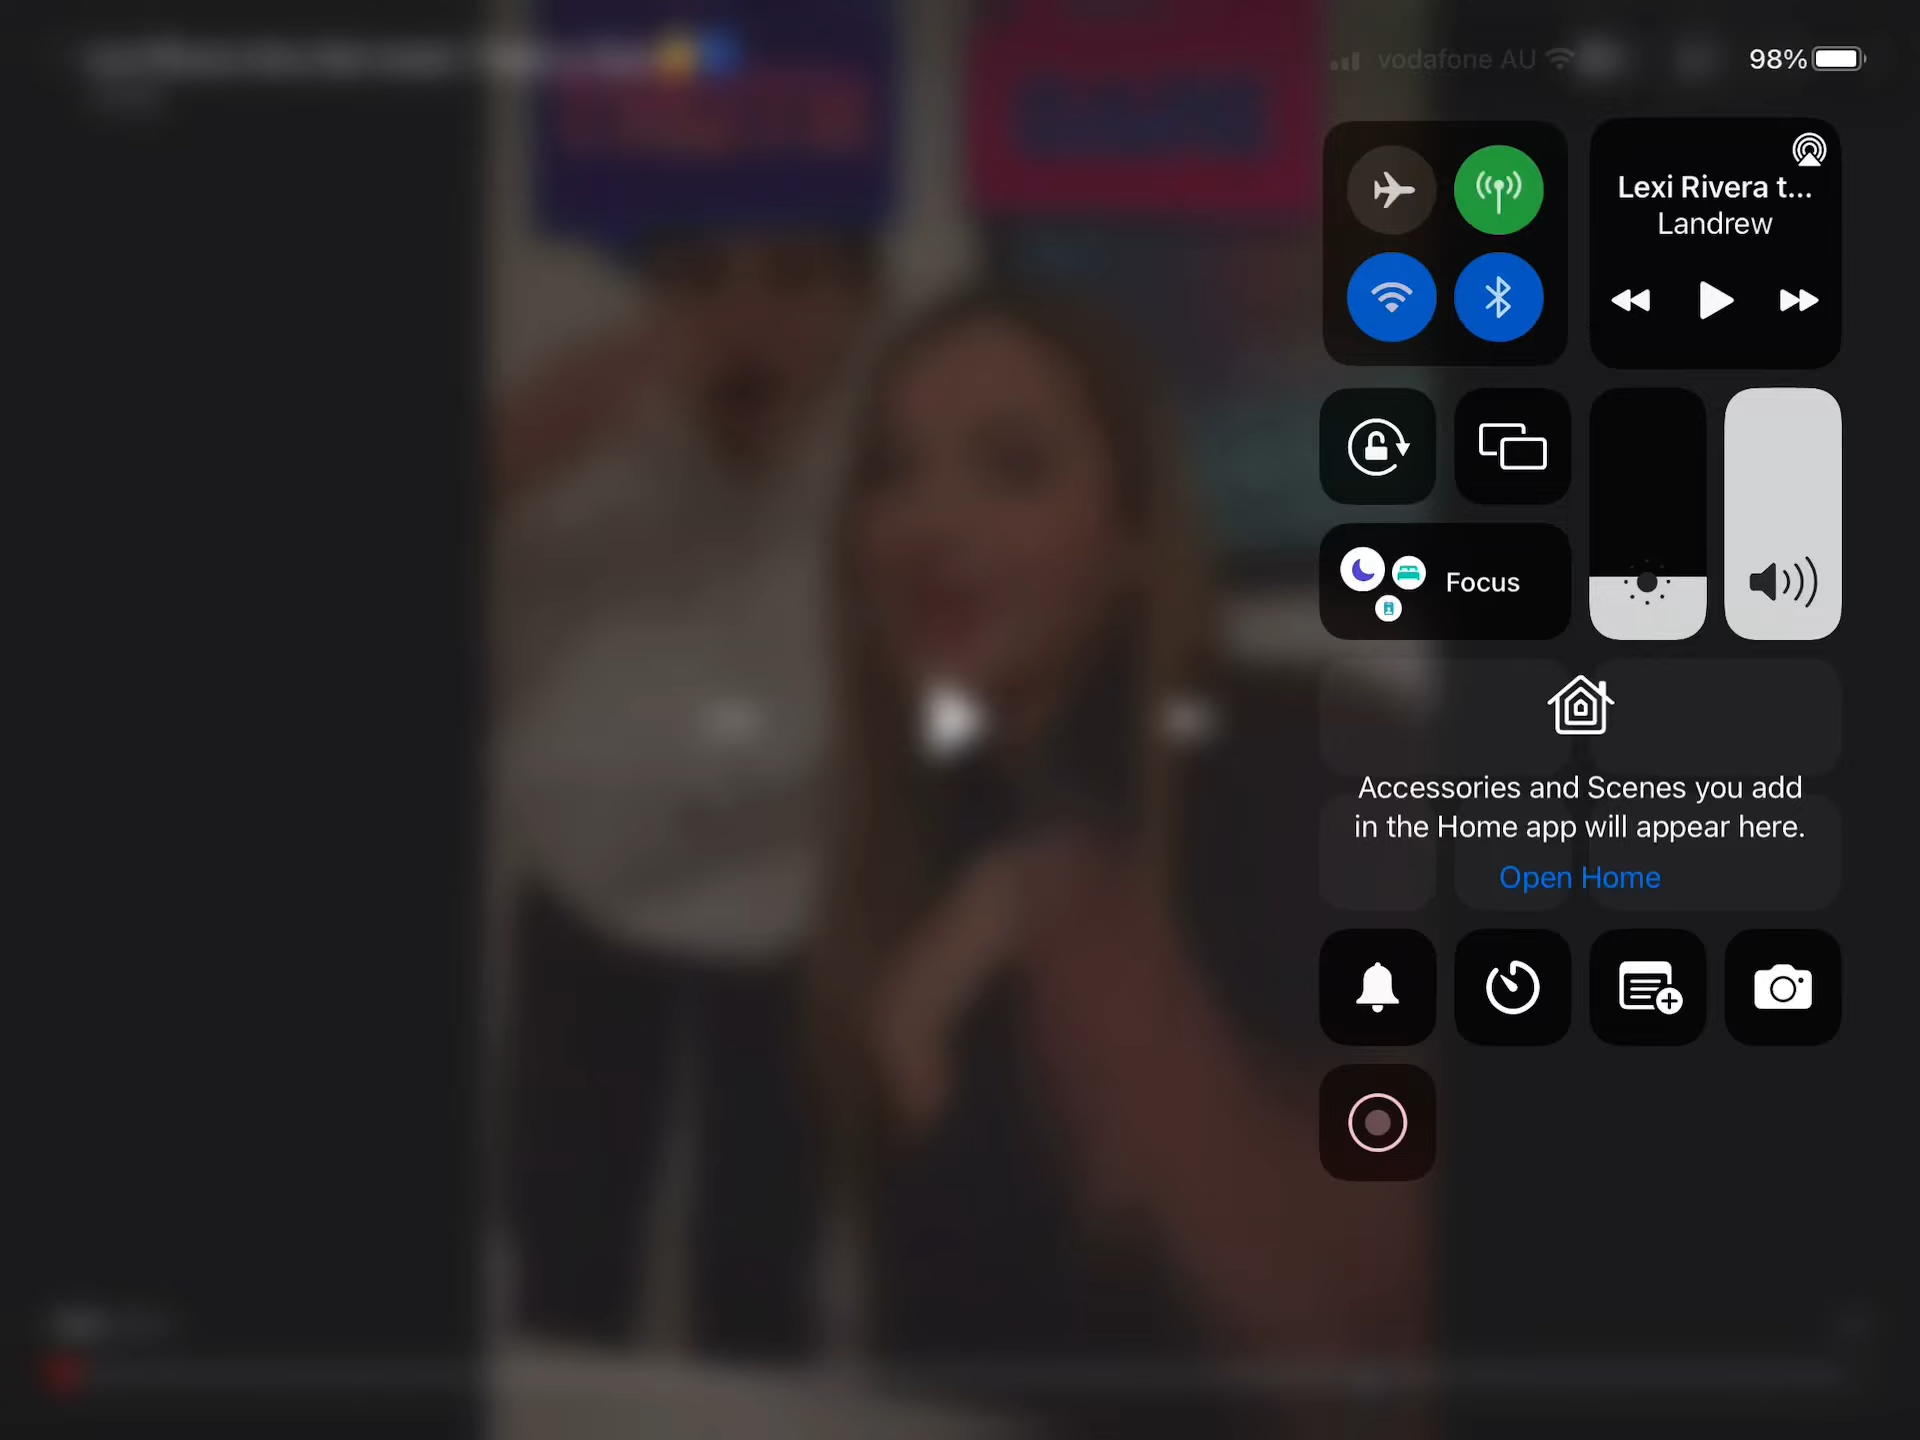 vodafone AU
98%
Lexi Rivera t...
Landrew
Focus
Accessories and Scenes you add
in the Home app will appear here.
Open Home